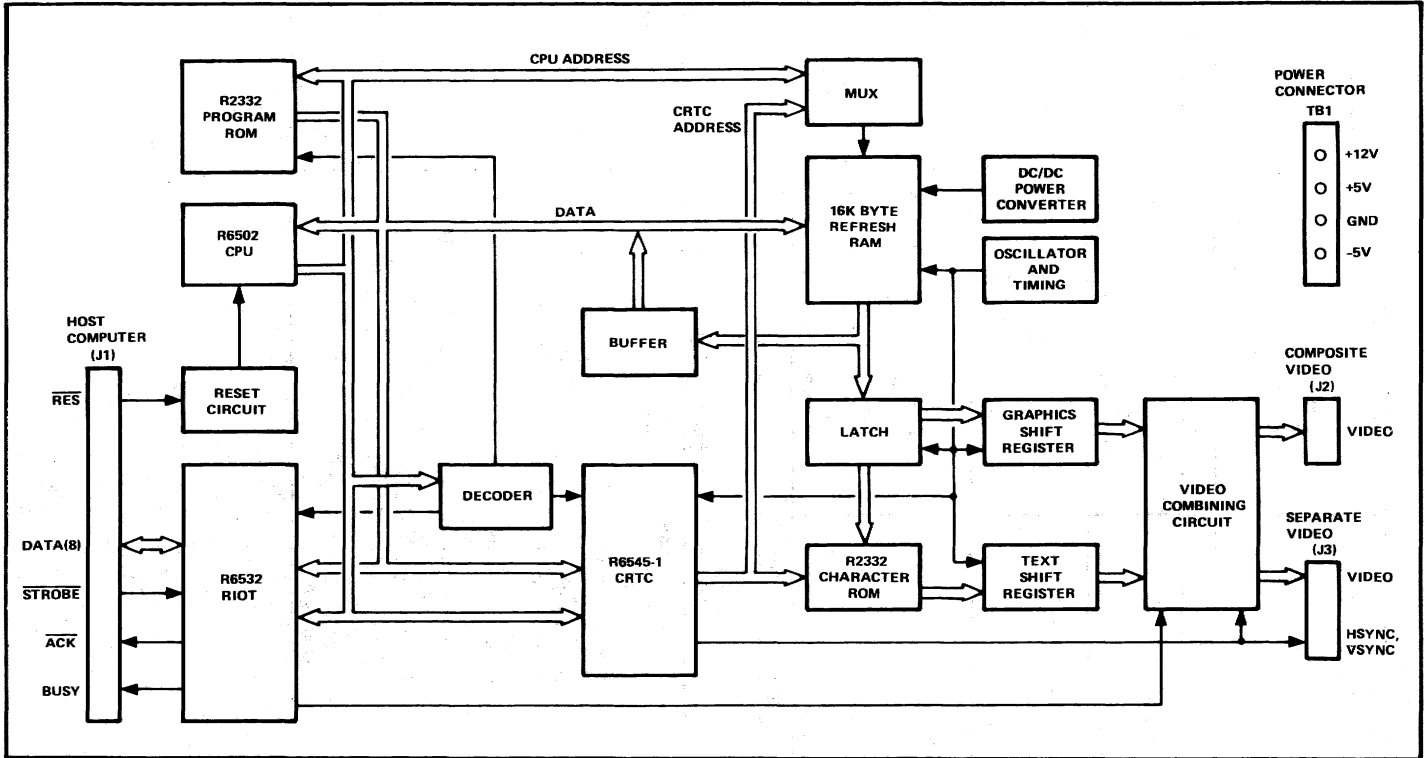 CPU ADDRESS
R2332
PROGRAM
ROM
MUX
CRTC
ADDRESS
POWER
CONNECTOR
TB1
+12V
+5V
GND
-5V
DC/DC
POWER
CONVERTER
16K BYTE
REFRESH
RAM
DATA
R6502
CPU
OSCILLATOR
AND
TIMING
HOST
COMPUTER
(J1)
BUFFER
COMPOSITE
VIDEO
(J2)
RES
RESET
CIRCUIT
LATCH
GRAPHICS
SHIFT
REGISTER
VIDEO
DECODER
VIDEO
COMBINING
CIRCUIT
SEPARATE
VIDEO
(J3)
DATA(8)
R6532
RIOT
R6545-1
CRTC
R2332
CHARACTER
ROM
TEXT
SHIFT
REGISTER
VIDEO
STROBE
ACK
HSYNC,
VSYNC
BUSY